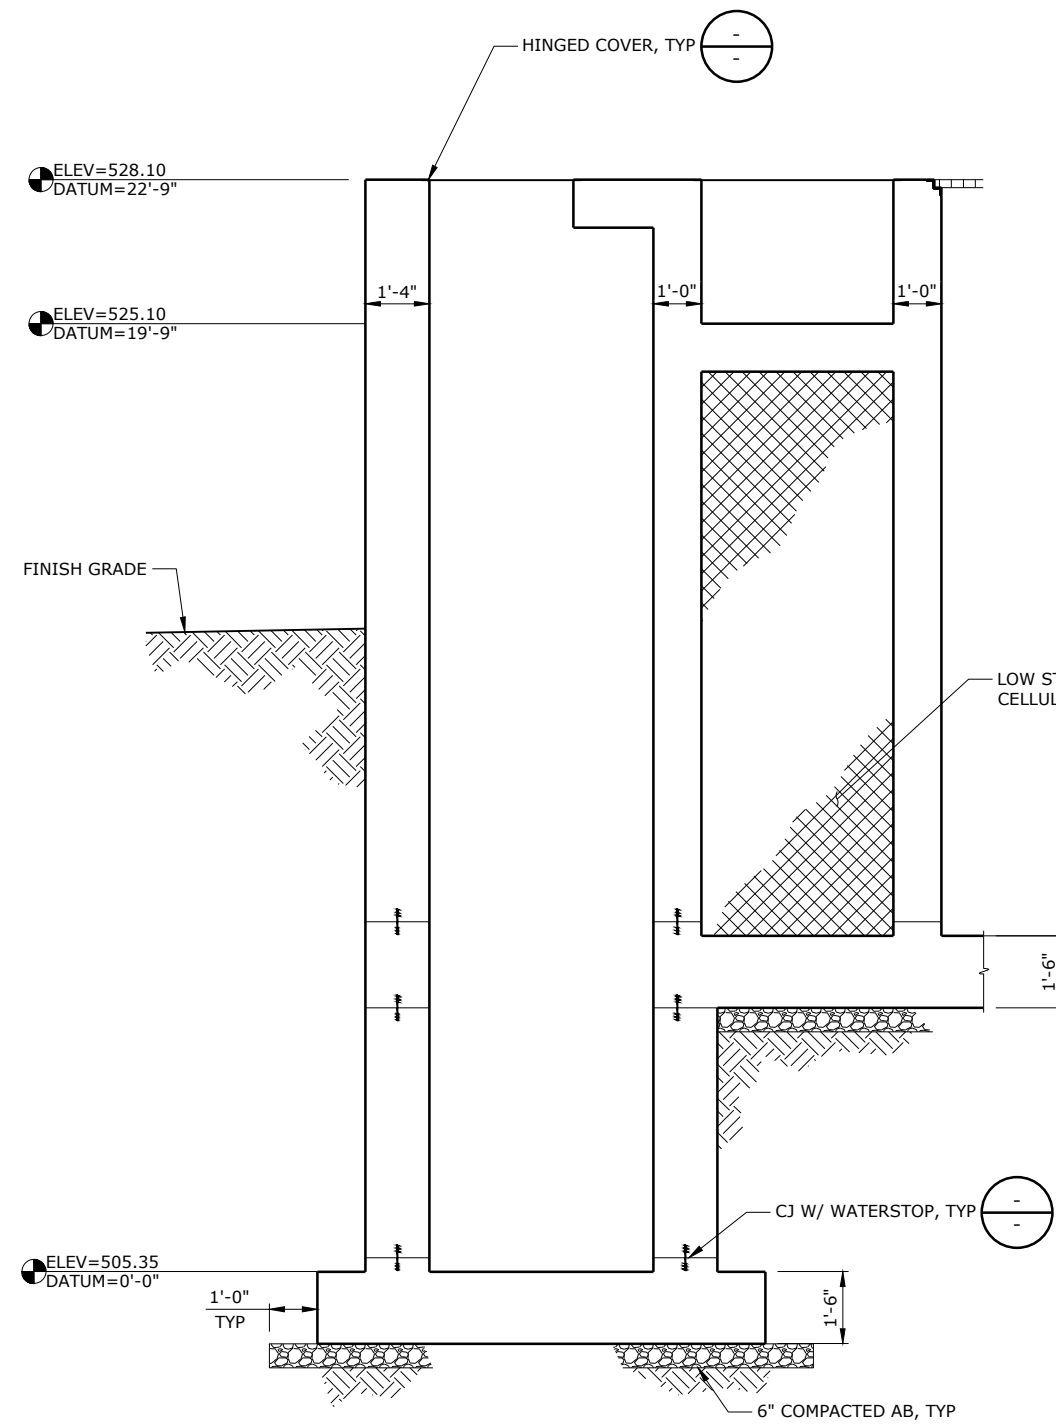 HINGED COVER, TYP
-
-
ELEV=528.10
DATUM=22'-9"
1'-4"
1'-0"
1'-0"
ELEV=525.10
DATUM=19'-9"
FINISH GRADE
LOW
1'-6"
CJ W/ WATERSTOP, TYP
-
-
ELEV=505.35
DATUM=0'-0"
1'-0"
TYP
1'-6"
6" COMPACTED AB, TYP